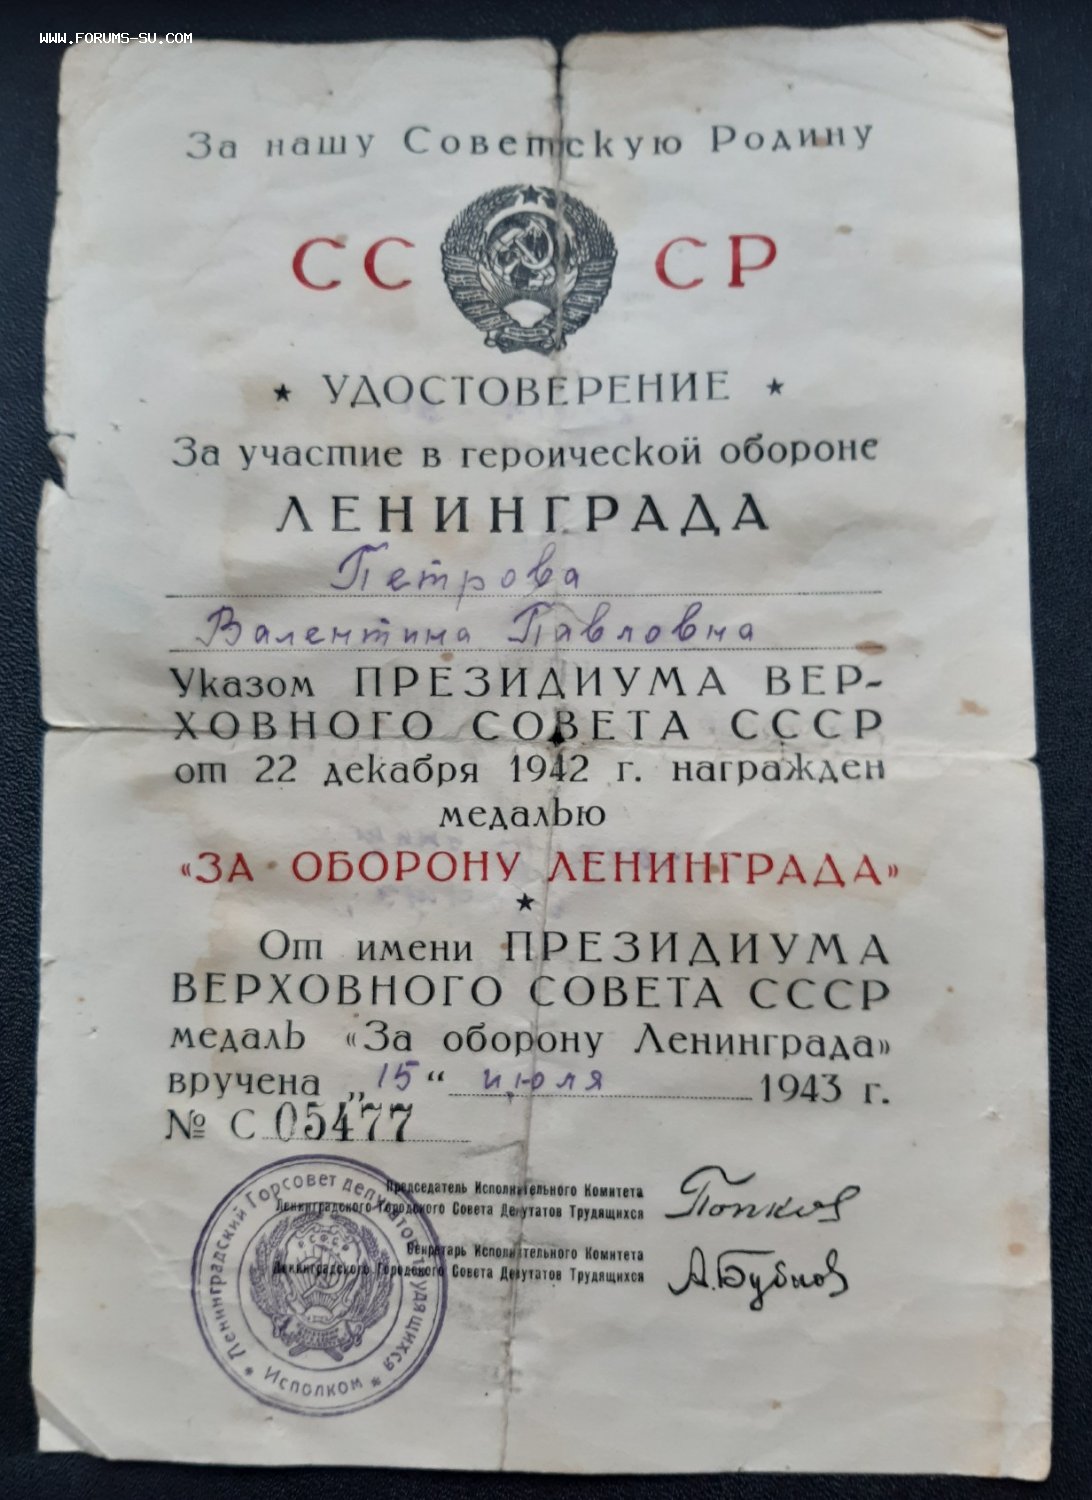 WWW.FORUMS-SU.COM
За нашу Советскую Родину
СС СР
★ УДОСТОВЕРЕНИЕ ★
За участие в героической обороне
ЛЕНИНГРАДА
Петрова
Валентина Павловна
Указом ПРЕЗИДИУМА ВЕР-
ХОВНОГО СОВЕТА СССР
от 22 декабря 1942 г. награжден
медалью
«ЗА ОБОРОНУ ЛЕНИНГРАДА»
★
От имени ПРЕЗИДИУМА
ВЕРХОВНОГО СОВЕТА СССР
медаль «За оборону Ленинграда»
вручена „15“ июля 1943 г.
№ С 05477
Председатель Исполнительного Комитета
Ленинградского Городского Совета Депутатов Трудящихся
Попков
Секретарь Исполнительного Комитета
Ленинградского Городского Совета Депутатов Трудящихся
А.Бубнов
Ленинградский Горсовет депутатов трудящихся
* Исполком *